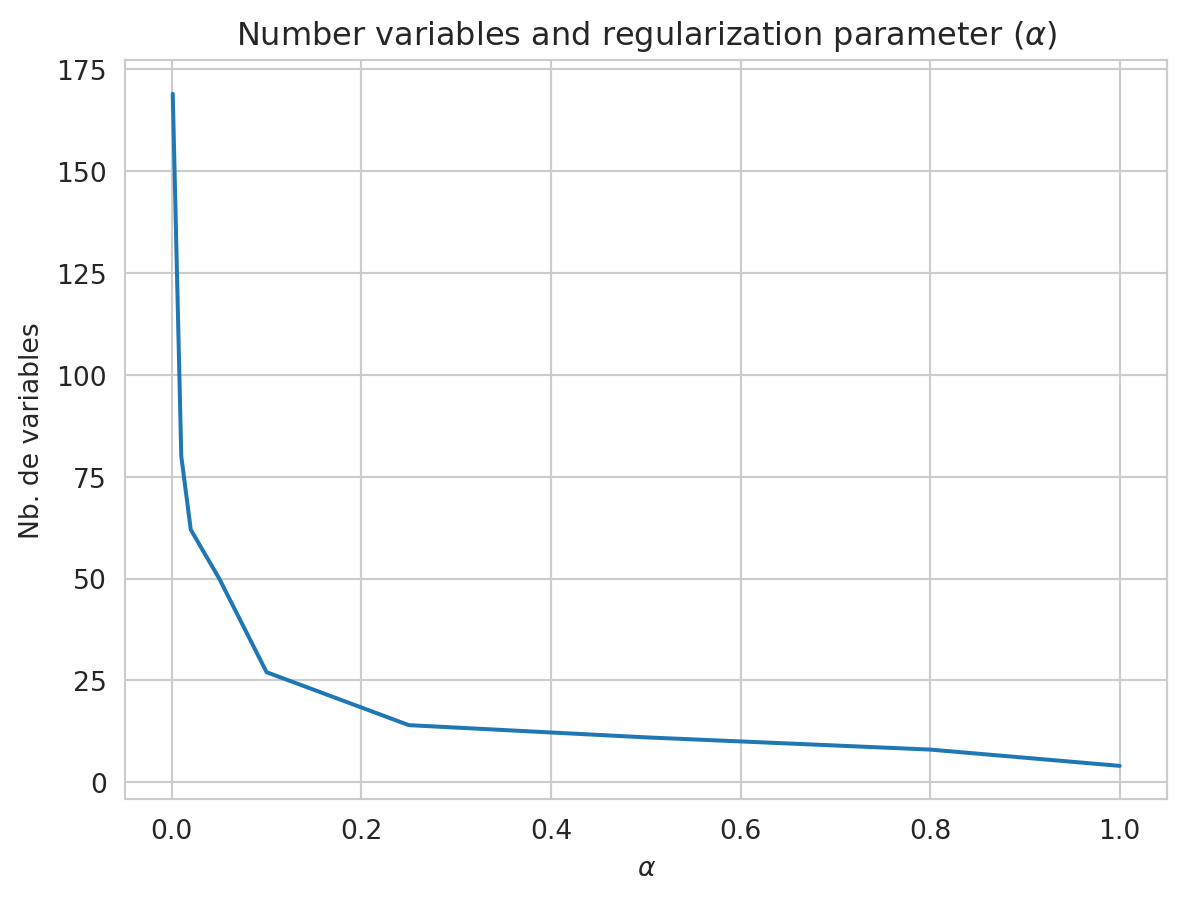 Number variables and regularization parameter (α)
175
150
125
100
75
50
25
0
Nb. de variables
0.0 0.2 0.4 0.6 0.8 1.0
α